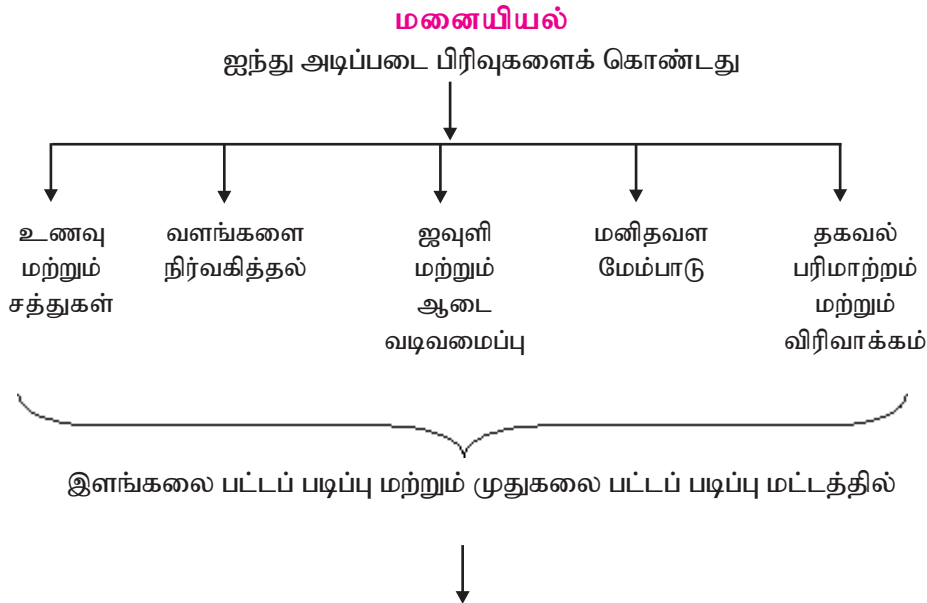 மனையியல்
ஐந்து அடிப்படை பிரிவுகளைக் கொண்டது
உணவு
மற்றும்
சத்துகள்
வளங்களை
நிர்வகித்தல்
ஜவுளி
மற்றும்
ஆடை
வடிவமைப்பு
மனிதவள
மேம்பாடு
தகவல்
பரிமாற்றம்
மற்றும்
விரிவாக்கம்
இளங்கலை பட்டப் படிப்பு மற்றும் முதுகலை பட்டப் படிப்பு மட்டத்தில்